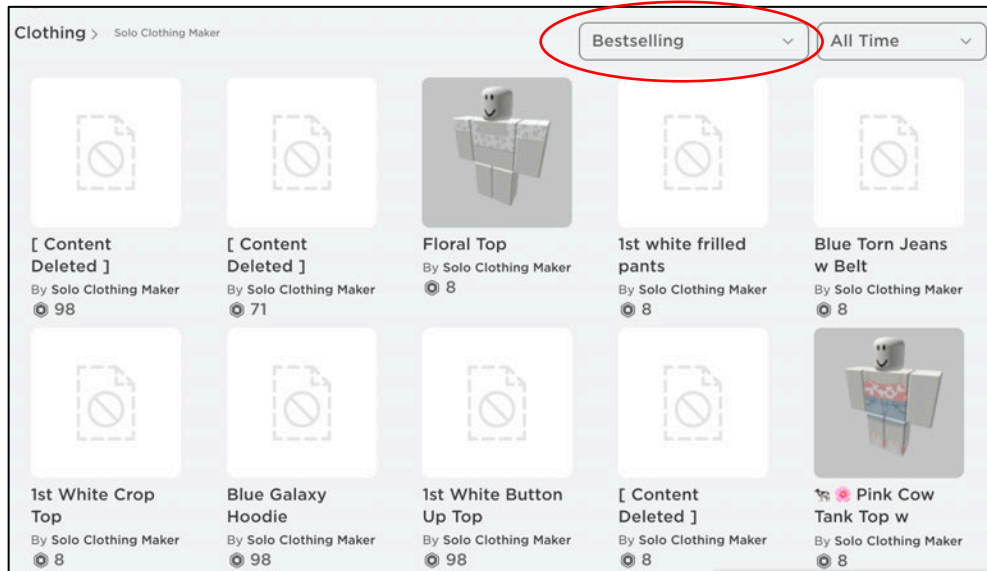 Clothing > Solo Clothing Maker
Bestselling
All Time
[ Content
Deleted ]
By Solo Clothing Maker
98
[ Content
Deleted ]
By Solo Clothing Maker
71
Floral Top
By Solo Clothing Maker
8
1st white frilled
pants
By Solo Clothing Maker
8
Blue Torn Jeans
w Belt
By Solo Clothing Maker
8
1st White Crop
Top
By Solo Clothing Maker
8
Blue Galaxy
Hoodie
By Solo Clothing Maker
98
1st White Button
Up Top
By Solo Clothing Maker
98
[ Content
Deleted ]
By Solo Clothing Maker
8
🐄 🌸 Pink Cow
Tank Top w
By Solo Clothing Maker
8